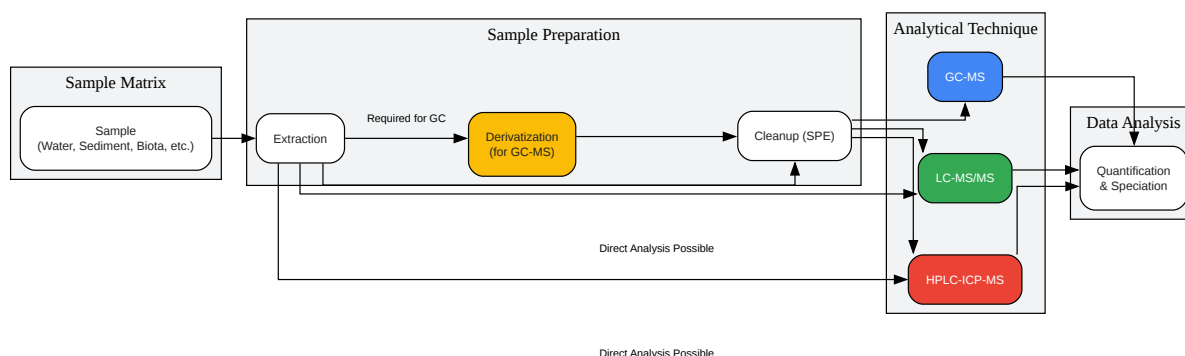 Sample Matrix
Sample
(Water, Sediment, Biota, etc.)
Sample Preparation
Extraction
Required for GC
Derivatization
(for GC-MS)
Cleanup (SPE)
Direct Analysis Possible
Direct Analysis Possible
Analytical Technique
GC-MS
LC-MS/MS
HPLC-ICP-MS
Data Analysis
Quantification
& Speciation